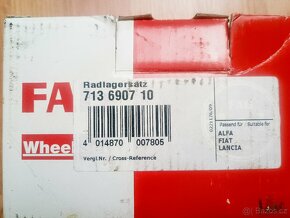 Radlagersatz
713 6907 10
FA
Wheel
4 014870 007805
Vergl.Nr. / Cross-Reference
Passend für / Suitable for
ALFA
FIAT
LANCIA